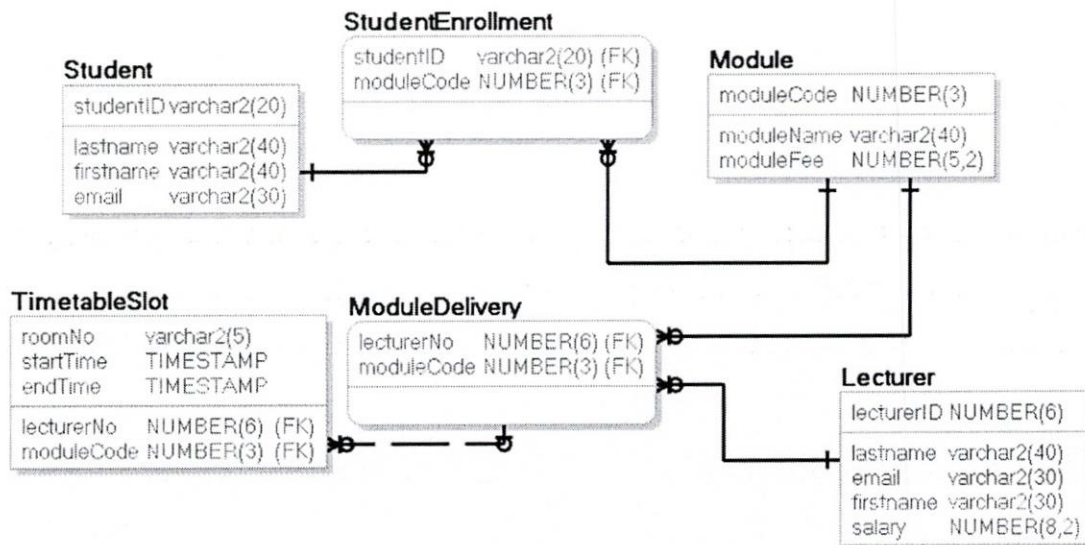 StudentEnrollment
studentID varchar2(20) (FK)
moduleCode NUMBER(3) (FK)
Student
studentID varchar2(20)
lastname varchar2(40)
firstname varchar2(40)
email varchar2(30)
Module
moduleCode NUMBER(3)
moduleName varchar2(40)
moduleFee NUMBER(5,2)
TimetableSlot
roomNo varchar2(5)
startTime TIMESTAMP
endTime TIMESTAMP
lecturerNo NUMBER(6) (FK)
moduleCode NUMBER(3) (FK)
ModuleDelivery
lecturerNo NUMBER(6) (FK)
moduleCode NUMBER(3) (FK)
Lecturer
lecturerID NUMBER(6)
lastname varchar2(40)
email varchar2(30)
firstname varchar2(30)
salary NUMBER(8,2)